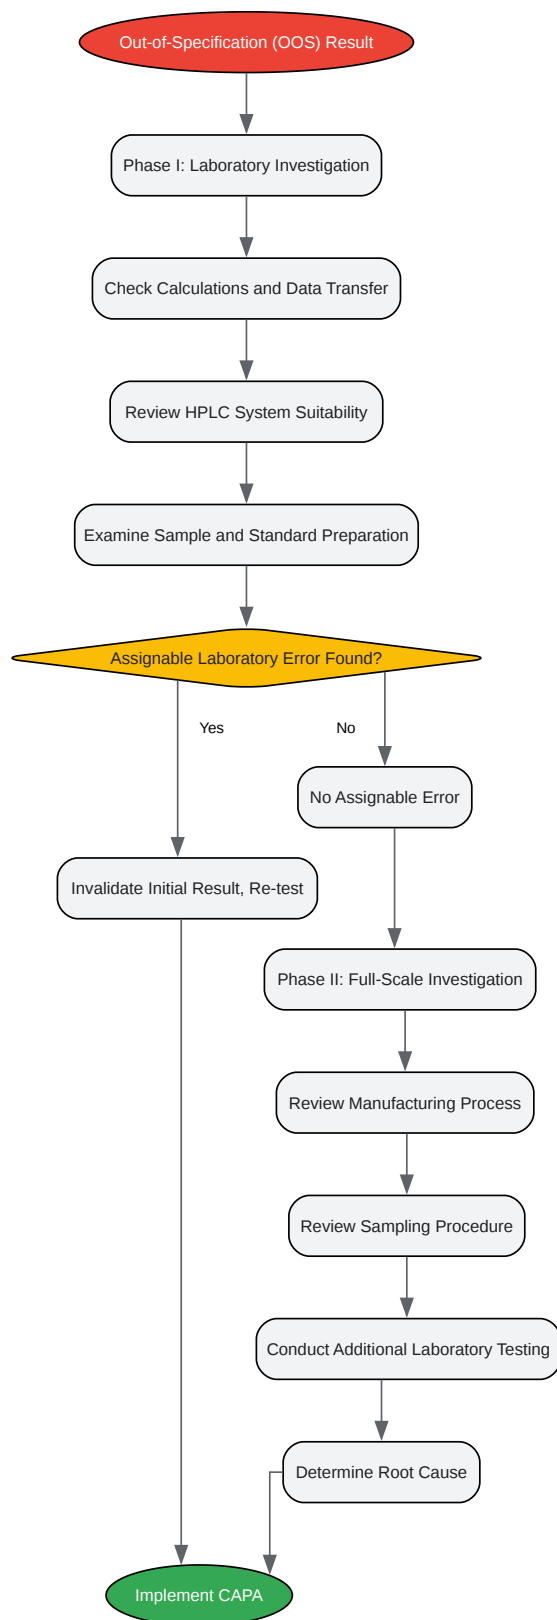 Out-of-Specification (OOS) Result
Phase I: Laboratory Investigation
Check Calculations and Data Transfer
Review HPLC System Suitability
Examine Sample and Standard Preparation
Assignable Laboratory Error Found?
Yes
No
No Assignable Error
Invalidate Initial Result, Re-test
Phase II: Full-Scale Investigation
Review Manufacturing Process
Review Sampling Procedure
Conduct Additional Laboratory Testing
Determine Root Cause
Implement CAPA